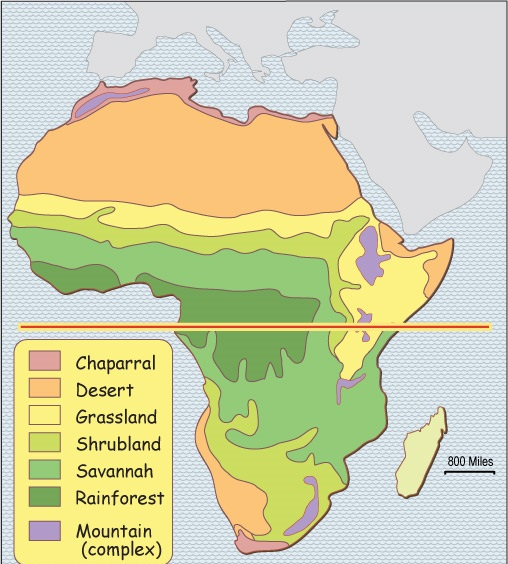 800 Miles
Chaparral
Desert
Grassland
Shrubland
Savannah
Rainforest
Mountain
(complex)